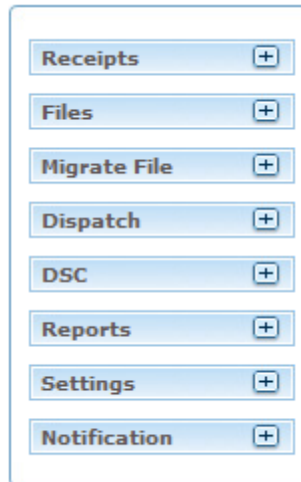 Receipts
Files
Migrate File
Dispatch
DSC
Reports
Settings
Notification